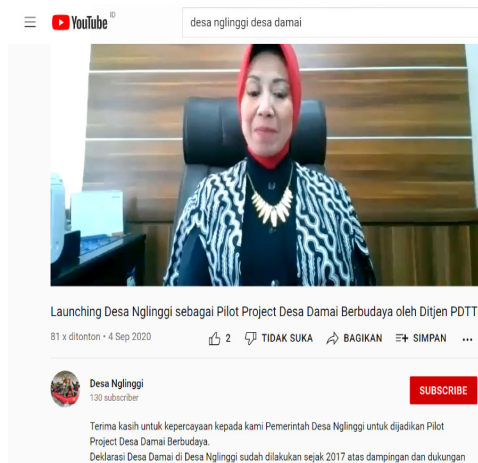 YouTube ID
desa nglinggi desa damai
Launching Desa Nglinggi sebagai Pilot Project Desa Damai Berbudaya oleh Ditjen PDTT
81 x ditonton • 4 Sep 2020 2 TIDAK SUKA BAGIKAN SIMPAN
Desa Nglinggi
130 subscriber
SUBSCRIBE
Terima kasih untuk kepercayaan kepada kami Pemerintah Desa Nglinggi untuk dijadikan Pilot
Project Desa Damai Berbudaya.
Deklarasi Desa Damai di Desa Nglinggi sudah dilakukan sejak 2017 atas dampingan dan dukungan